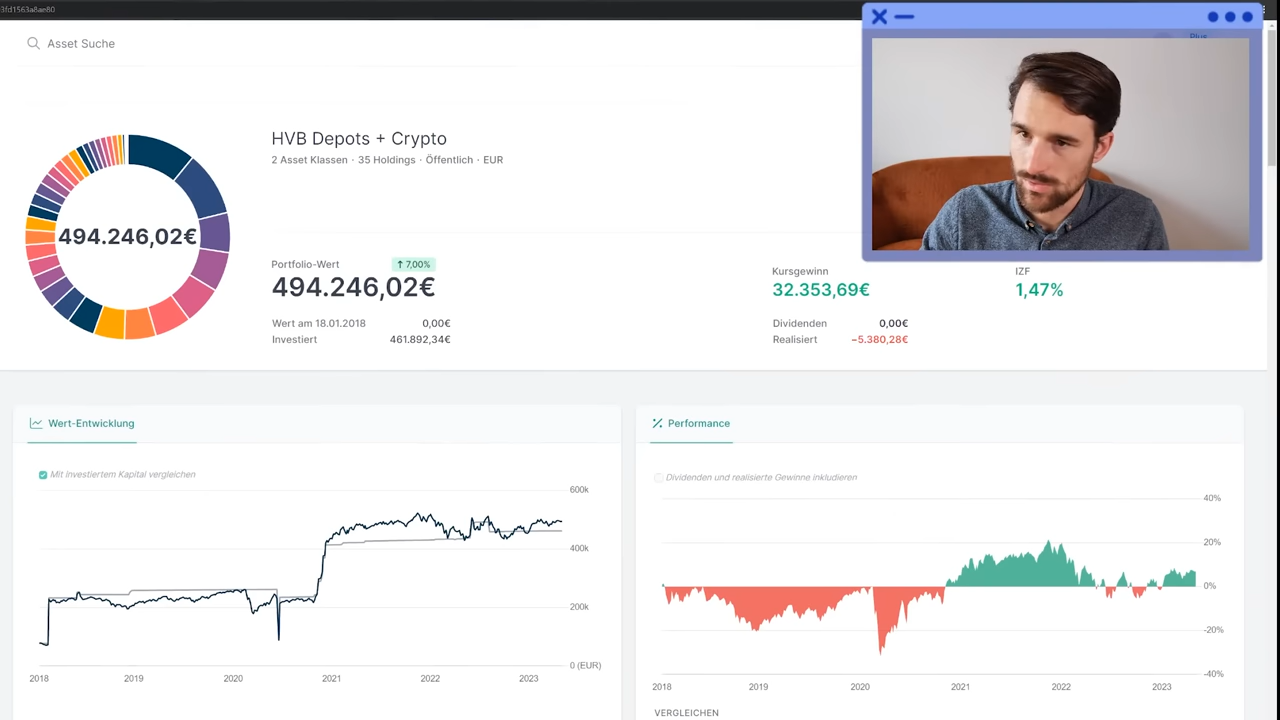 3fd1563a8ae80
Asset Suche
Plus
HVB Depots + Crypto
2 Asset Klassen · 35 Holdings · Öffentlich · EUR
494.246,02€
Portfolio-Wert ↑ 7,00%
494.246,02€
Wert am 18.01.2018 0,00€
Investiert 461.892,34€
Kursgewinn
32.353,69€
Dividenden 0,00€
Realisiert −5.380,28€
IZF
1,47%
Wert-Entwicklung
Mit investiertem Kapital vergleichen
600k
400k
200k
0 (EUR)
2018 2019 2020 2021 2022 2023
Performance
Dividenden und realisierte Gewinne inkludieren
40%
20%
0%
-20%
-40%
2018 2019 2020 2021 2022 2023
VERGLEICHEN